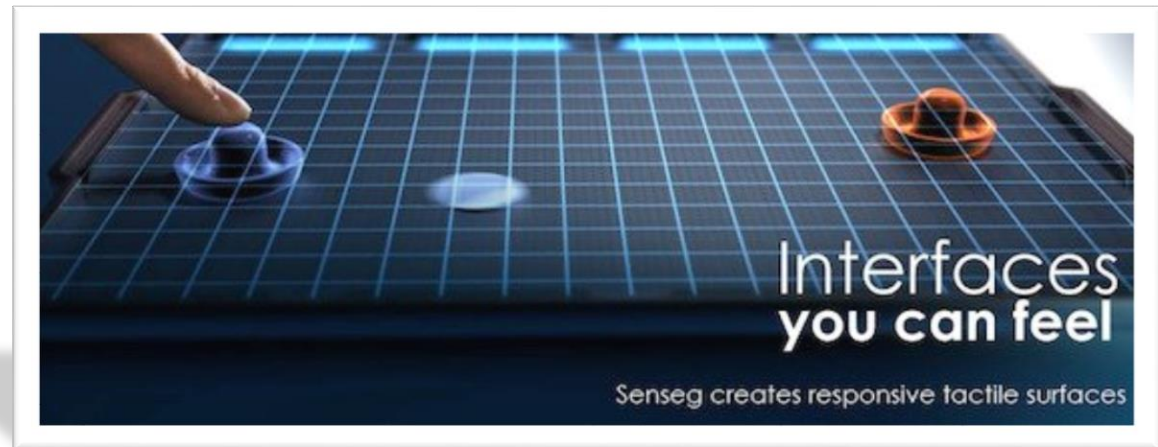 Interfaces
you can feel
Senseg creates responsive tactile surfaces